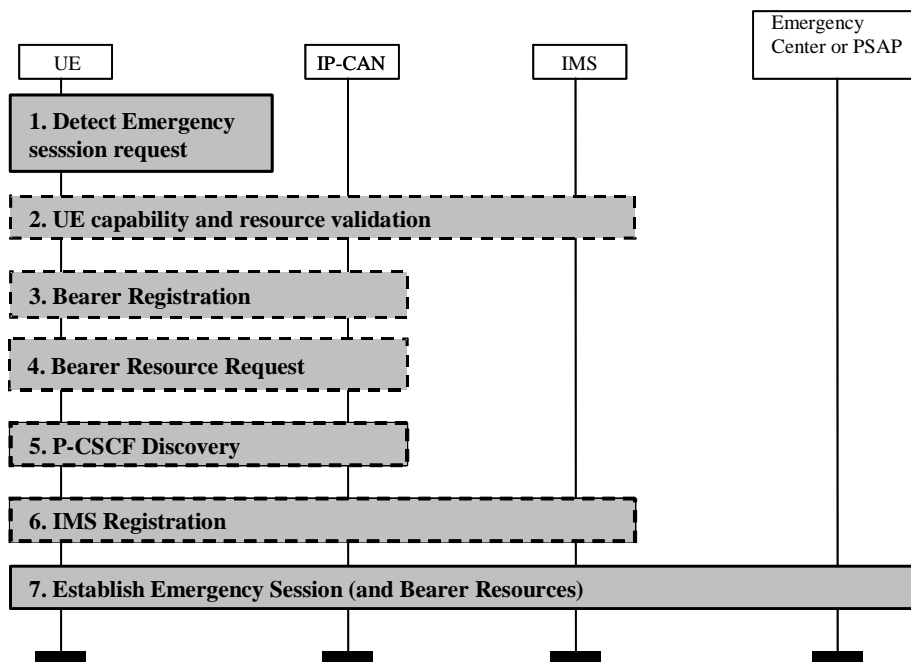 Emergency
Center or PSAP
UE
IP-CAN
IMS
1. Detect Emergency
sesssion request
2. UE capability and resource validation
3. Bearer Registration
4. Bearer Resource Request
5. P-CSCF Discovery
6. IMS Registration
7. Establish Emergency Session (and Bearer Resources)